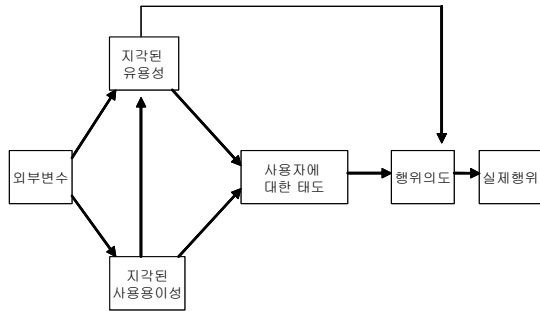 지각된
유용성
외부변수
사용자에
대한 태도
행위의도
실제행위
지각된
사용용이성